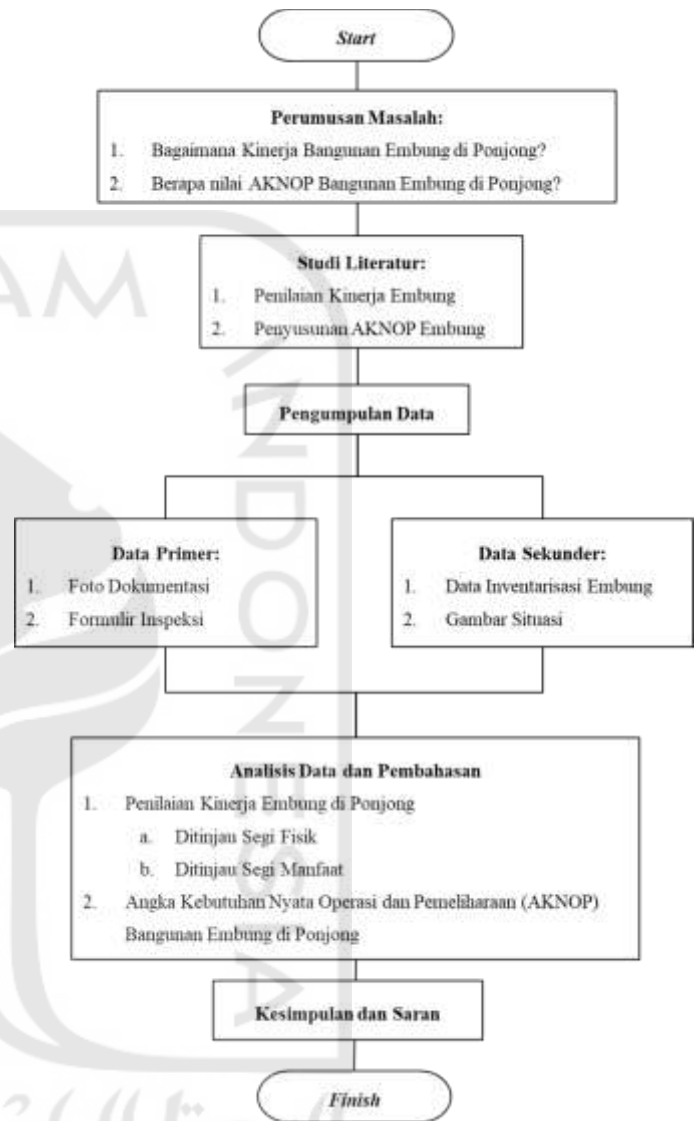 Start
Perumusan Masalah:
1. Bagaimana Kinerja Bangunan Embung di Ponjong?
2. Berapa nilai AKNOP Bangunan Embung di Ponjong?
Studi Literatur:
1. Penilaian Kinerja Embung
2. Penyusunan AKNOP Embung
Pengumpulan Data
Data Primer:
1. Foto Dokumentasi
2. Formulir Inspeksi
Data Sekunder:
1. Data Inventarisasi Embung
2. Gambar Situasi
Analisis Data dan Pembahasan
1. Penilaian Kinerja Embung di Ponjong
a. Ditinjau Segi Fisik
b. Ditinjau Segi Manfaat
2. Angka Kebutuhan Nyata Operasi dan Pemeliharaan (AKNOP)
Bangunan Embung di Ponjong
Kesimpulan dan Saran
Finish
AM
INDONESIA